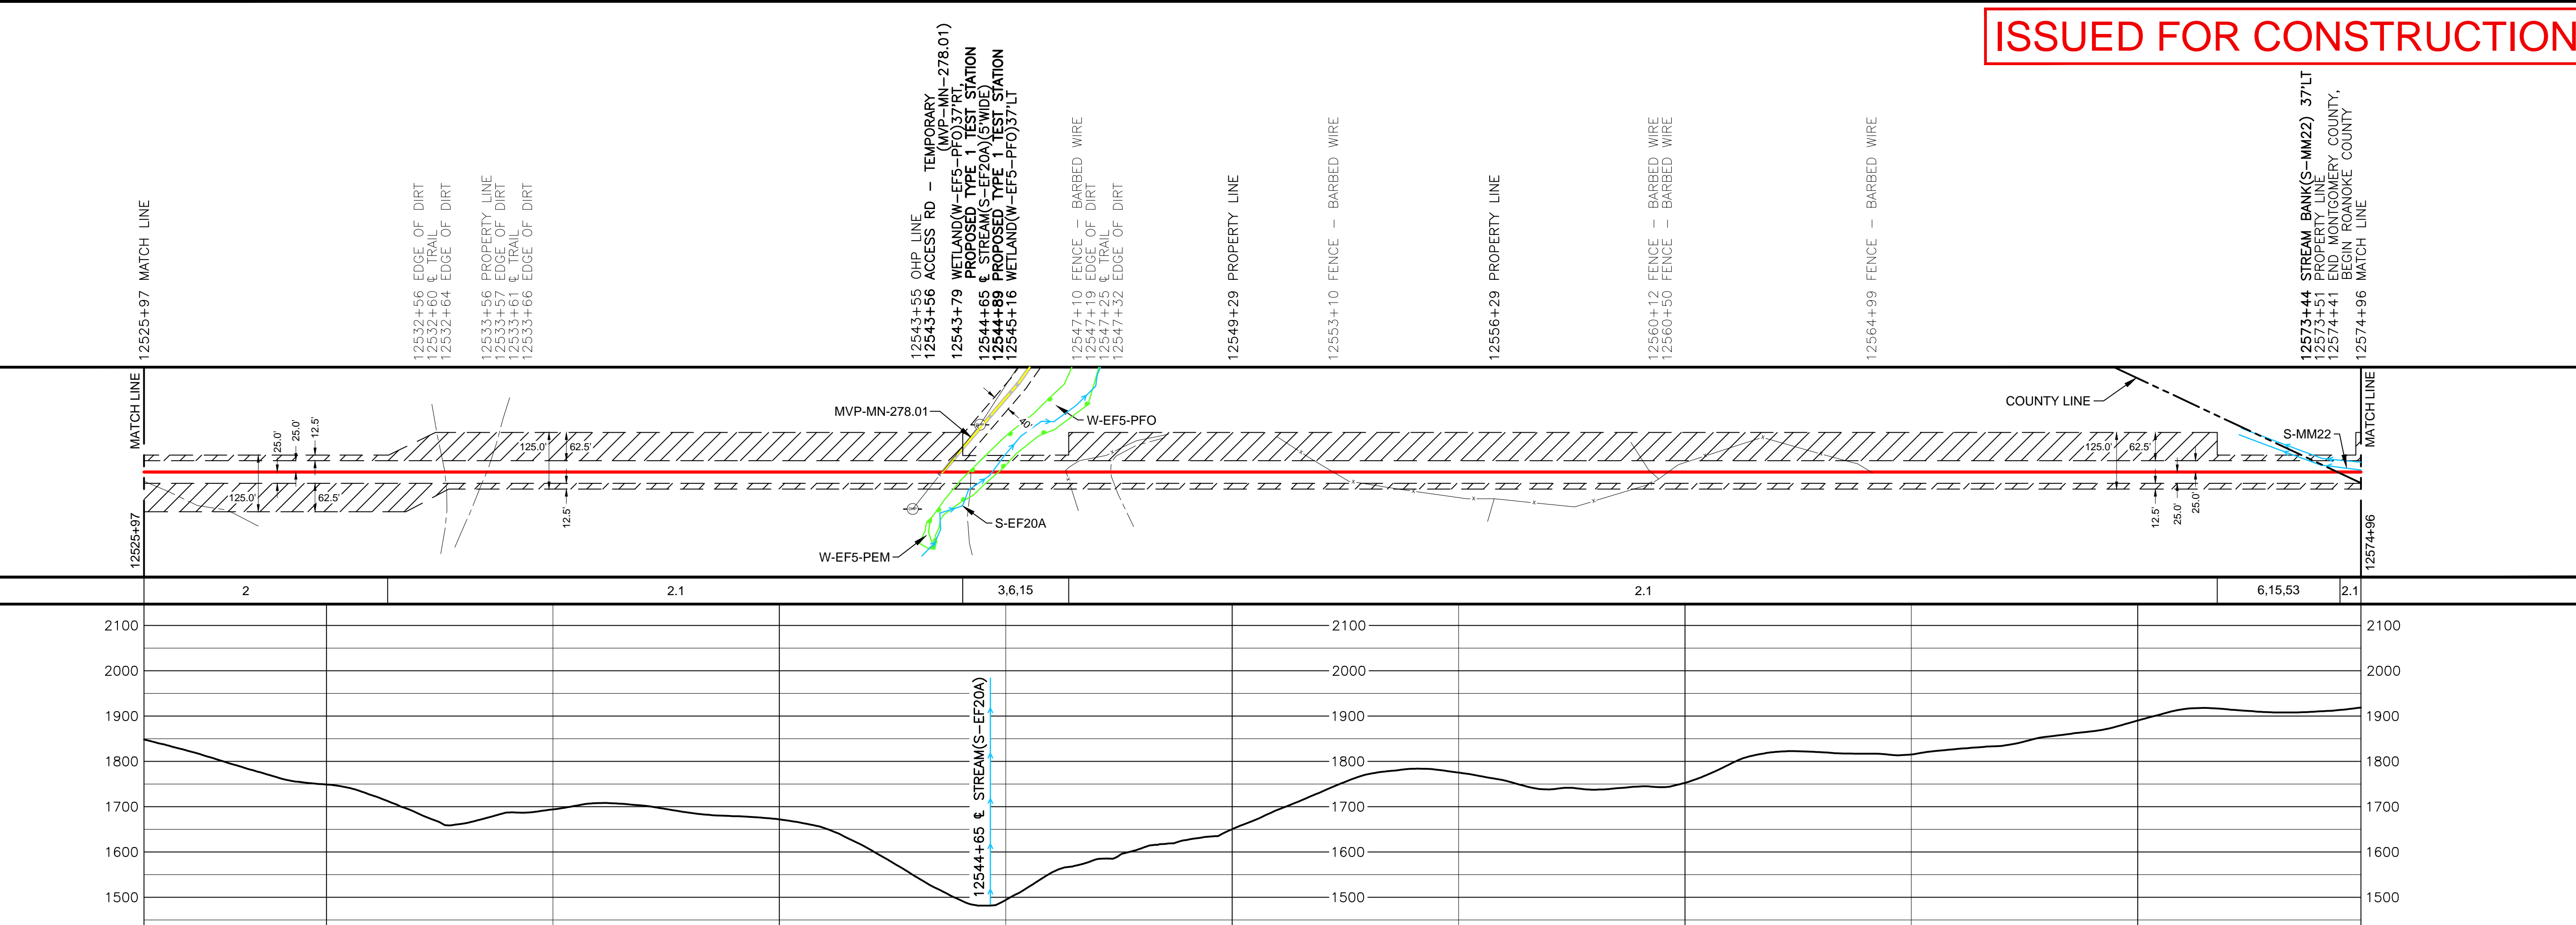 ISSUED FOR CONSTRUCTION
12525+97 MATCH LINE
12532+56 EDGE OF DIRT
12532+60 ℄ TRAIL
12532+64 EDGE OF DIRT
12533+56 PROPERTY LINE
12533+57 EDGE OF DIRT
12533+61 ℄ TRAIL
12533+66 EDGE OF DIRT
12543+55 OHP LINE
12543+56 ACCESS RD - TEMPORARY
(MVP-MN-278.01)
12543+79 WETLAND(W-EF5-PFO)37'RT,
PROPOSED TYPE 1 TEST STATION
12544+65 ℄ STREAM(S-EF20A)(5'WIDE)
12544+89 PROPOSED TYPE 1 TEST STATION
12545+16 WETLAND(W-EF5-PFO)37'LT
12547+10 FENCE - BARBED WIRE
12547+19 EDGE OF DIRT
12547+25 ℄ TRAIL
12547+32 EDGE OF DIRT
12549+29 PROPERTY LINE
12553+10 FENCE - BARBED WIRE
12556+29 PROPERTY LINE
12560+12 FENCE - BARBED WIRE
12560+50 FENCE - BARBED WIRE
12564+99 FENCE - BARBED WIRE
12573+44 STREAM BANK(S-MM22) 37'LT
12573+51 PROPERTY LINE
12574+41 END MONTGOMERY COUNTY,
BEGIN ROANOKE COUNTY
12574+96 MATCH LINE
MATCH LINE
12525+97
25.0'
25.0'
12.5'
125.0'
62.5'
125.0'
62.5'
12.5'
MVP-MN-278.01
40'
W-EF5-PFO
S-EF20A
W-EF5-PEM
COUNTY LINE
S-MM22
125.0'
62.5'
12.5'
25.0'
25.0'
MATCH LINE
12574+96
2
2.1
3,6,15
2.1
6,15,53
2.1
2100
2100
2100
2000
2000
2000
1900
1900
1900
1800
1800
1800
1700
1700
1700
1600
1600
1600
1500
1500
1500
12544+65 ℄ STREAM(S-EF20A)